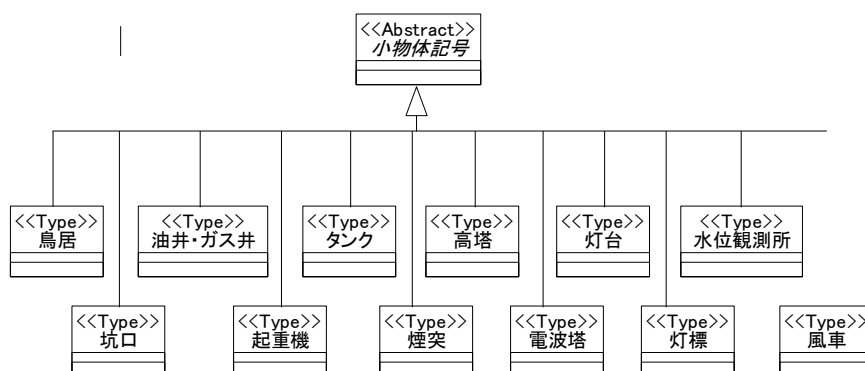 <<Abstract>>
小物体記号
<<Type>>
鳥居
<<Type>>
油井・ガス井
<<Type>>
タンク
<<Type>>
高塔
<<Type>>
灯台
<<Type>>
水位観測所
<<Type>>
坑口
<<Type>>
起重機
<<Type>>
煙突
<<Type>>
電波塔
<<Type>>
灯標
<<Type>>
風車